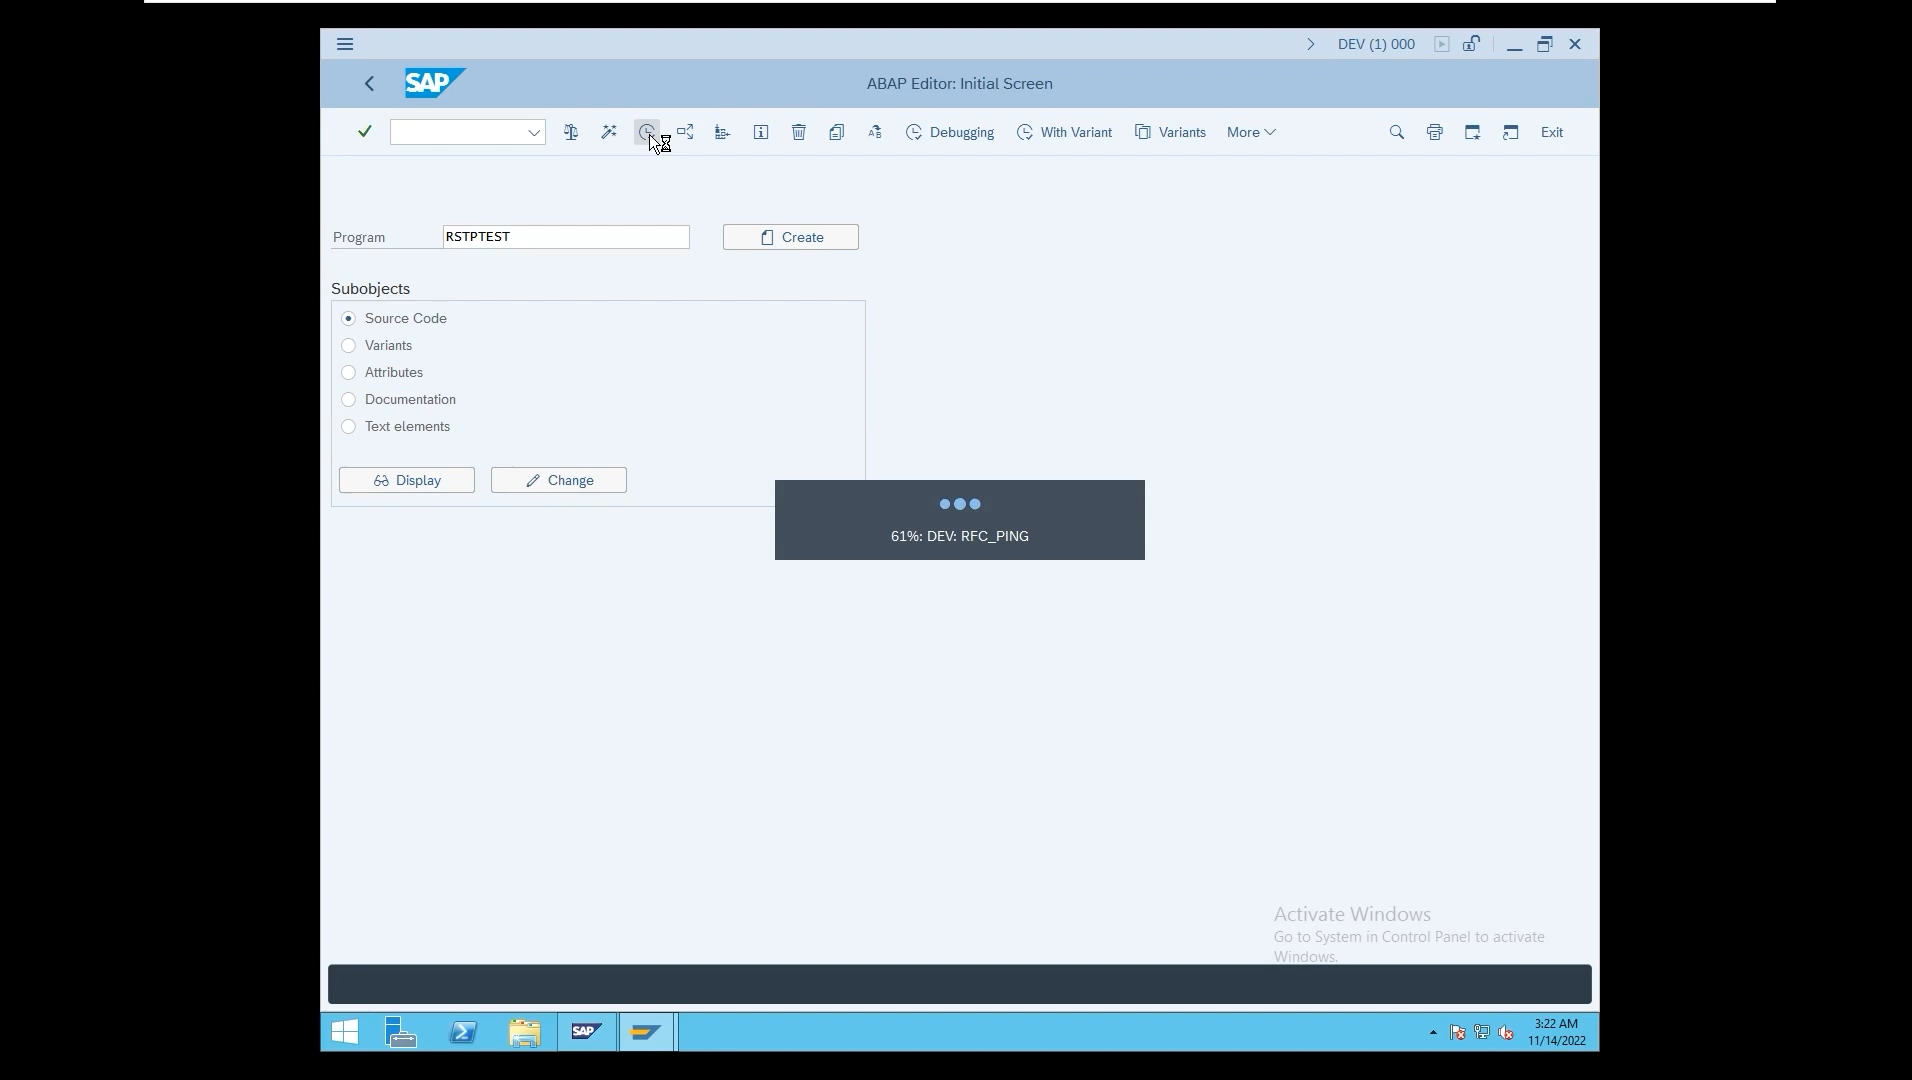 DEV (1) 000
SAP
ABAP Editor: Initial Screen
Debugging
With Variant
Variants
More
Exit
Program
RSTPTEST
Create
Subobjects
Source Code
Variants
Attributes
Documentation
Text elements
Display
Change
61%: DEV: RFC_PING
Activate Windows
Go to System in Control Panel to activate
Windows.
SAP
3:22 AM
11/14/2022